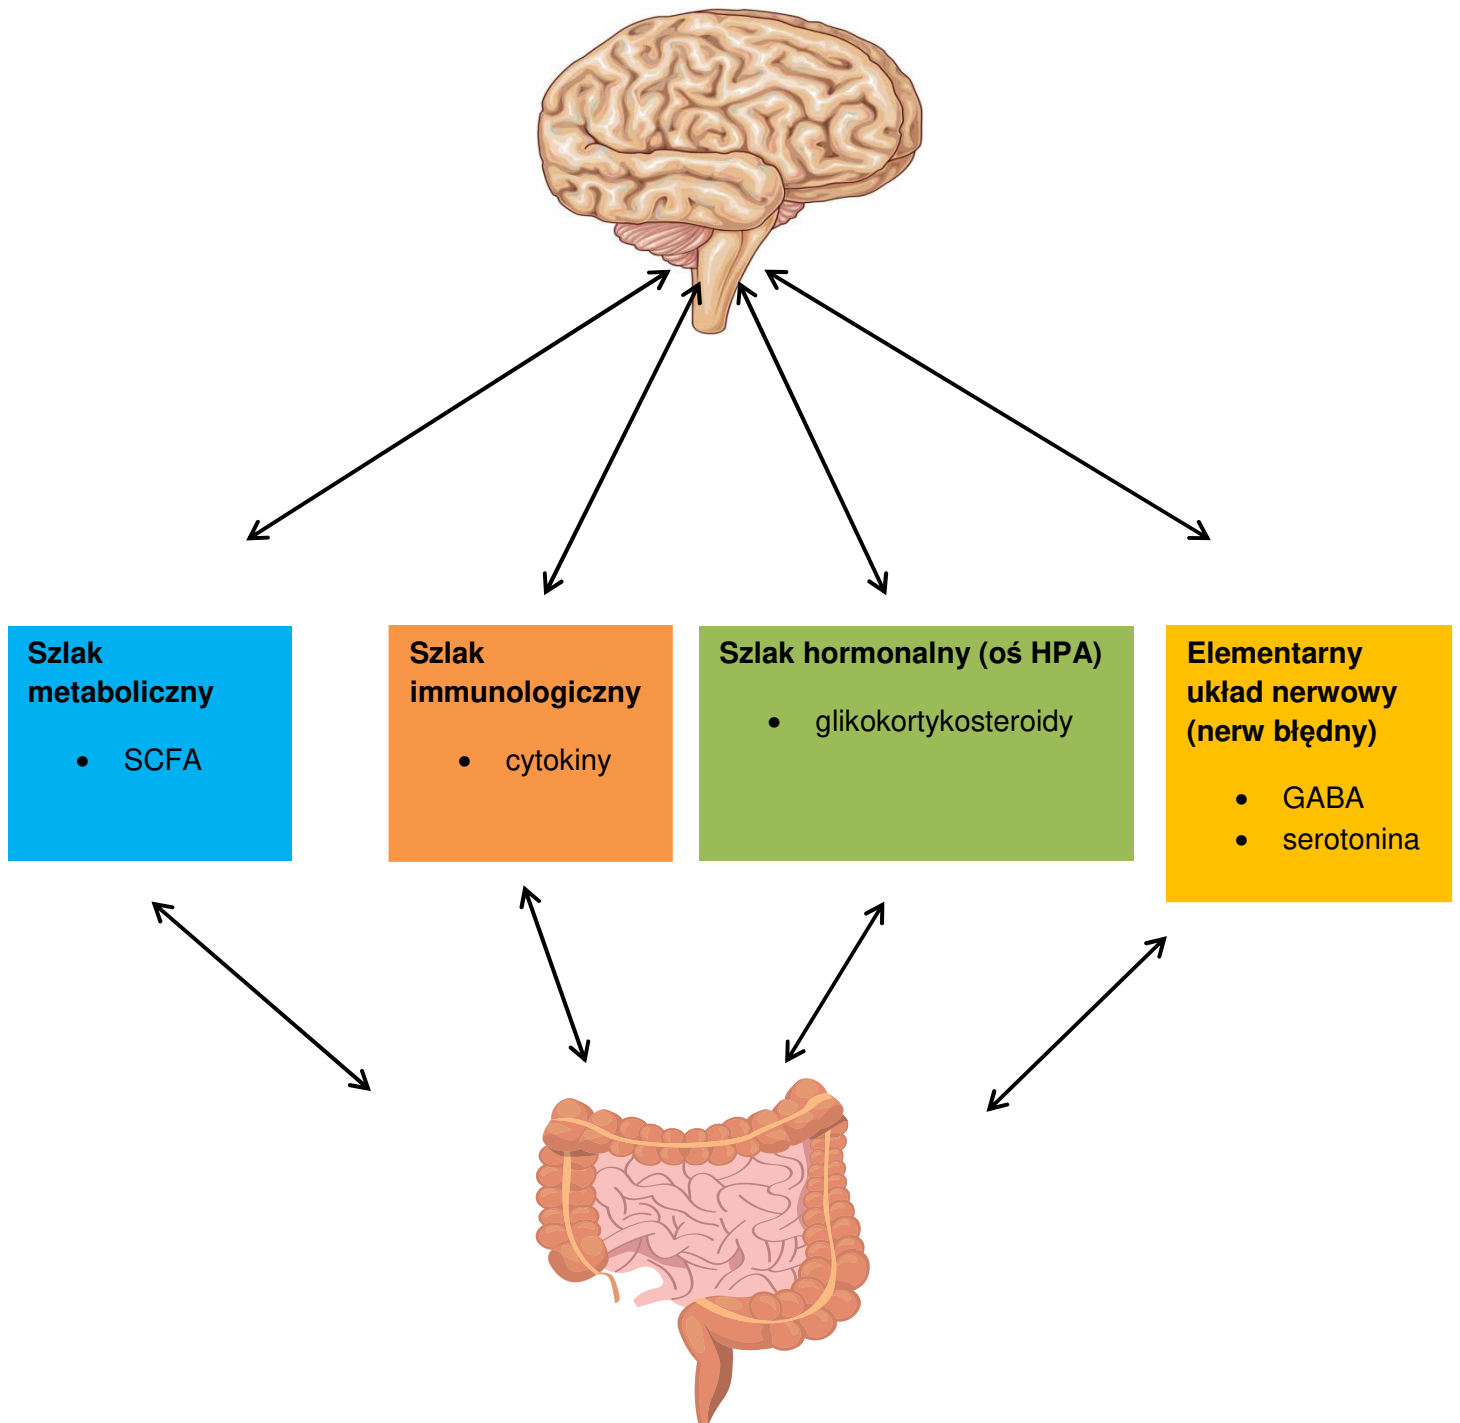 Szlak
metaboliczny
• SCFA
Szlak
immunologiczny
• cytokiny
Szlak hormonalny (oś HPA)
• glikokortykosteroidy
Elementarny
układ nerwowy
(nerw błędny)
• GABA
• serotonina